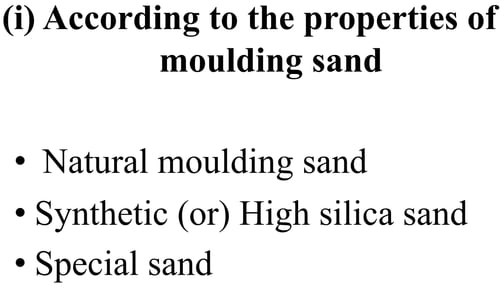 (i) According to the properties of
moulding sand
• Natural moulding sand
• Synthetic (or) High silica sand
• Special sand